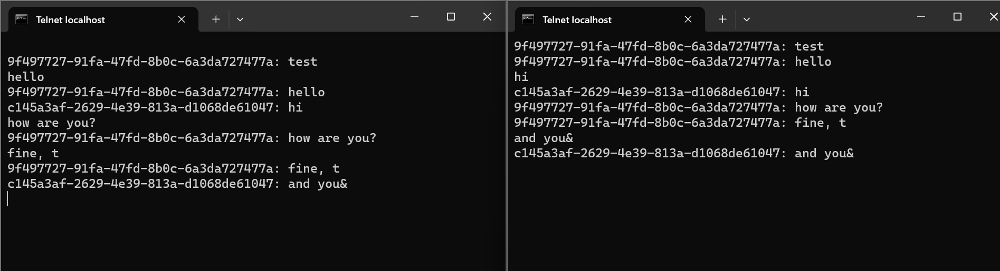 Telnet localhost
9f497727-91fa-47fd-8b0c-6a3da727477a: test
hello
9f497727-91fa-47fd-8b0c-6a3da727477a: hello
c145a3af-2629-4e39-813a-d1068de61047: hi
how are you?
9f497727-91fa-47fd-8b0c-6a3da727477a: how are you?
fine, t
9f497727-91fa-47fd-8b0c-6a3da727477a: fine, t
c145a3af-2629-4e39-813a-d1068de61047: and you&
Telnet localhost
9f497727-91fa-47fd-8b0c-6a3da727477a: test
9f497727-91fa-47fd-8b0c-6a3da727477a: hello
hi
c145a3af-2629-4e39-813a-d1068de61047: hi
9f497727-91fa-47fd-8b0c-6a3da727477a: how are you?
9f497727-91fa-47fd-8b0c-6a3da727477a: fine, t
and you&
c145a3af-2629-4e39-813a-d1068de61047: and you&